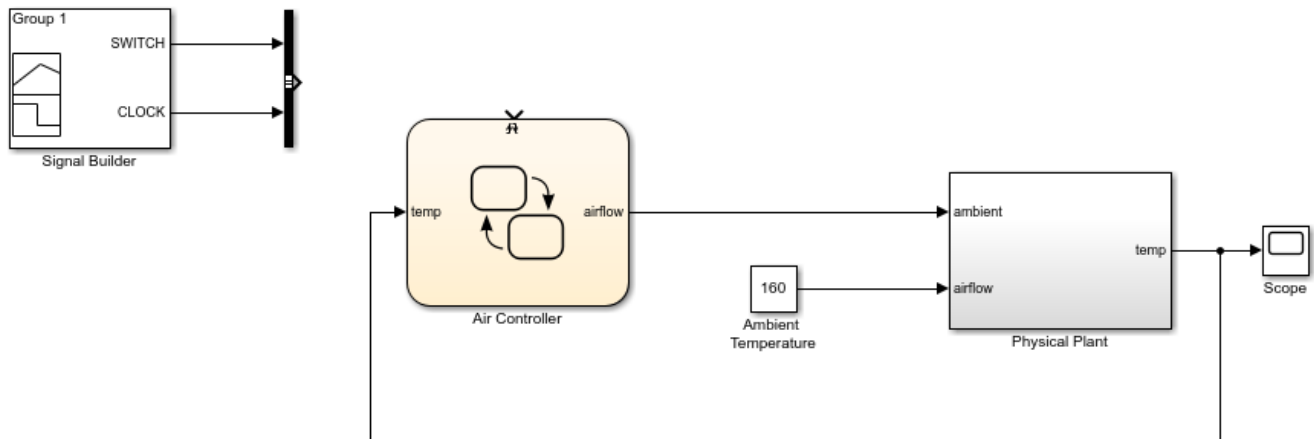 Group 1
SWITCH
CLOCK
Signal Builder
temp
airflow
Air Controller
160
Ambient
Temperature
ambient
airflow
temp
Physical Plant
Scope